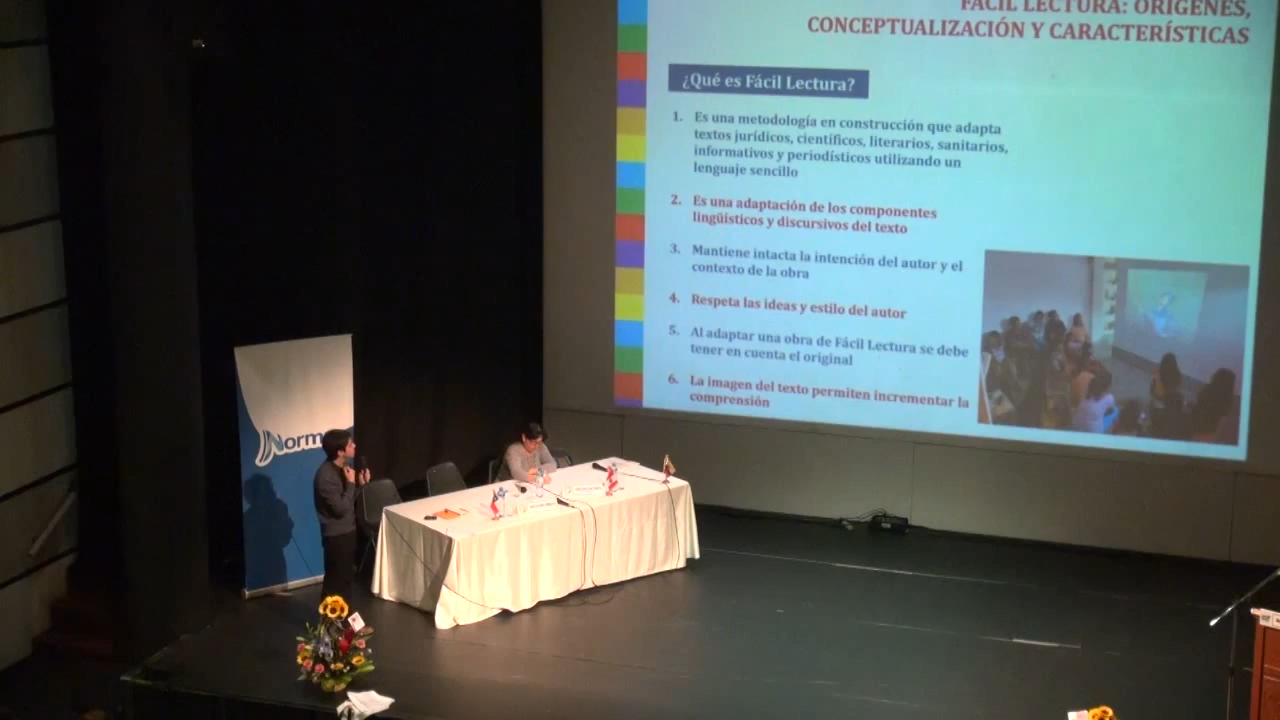 FÁCIL LECTURA: ORÍGENES,
CONCEPTUALIZACIÓN Y CARACTERÍSTICAS
¿Qué es Fácil Lectura?
1. Es una metodología en construcción que adapta
textos jurídicos, científicos, literarios, sanitarios,
informativos y periodísticos utilizando un
lenguaje sencillo
2. Es una adaptación de los componentes
lingüísticos y discursivos del texto
3. Mantiene intacta la intención del autor y el
contexto de la obra
4. Respeta las ideas y estilo del autor
5. Al adaptar una obra de Fácil Lectura se debe
tener en cuenta el original
6. La imagen del texto permiten incrementar la
comprensión
Norm